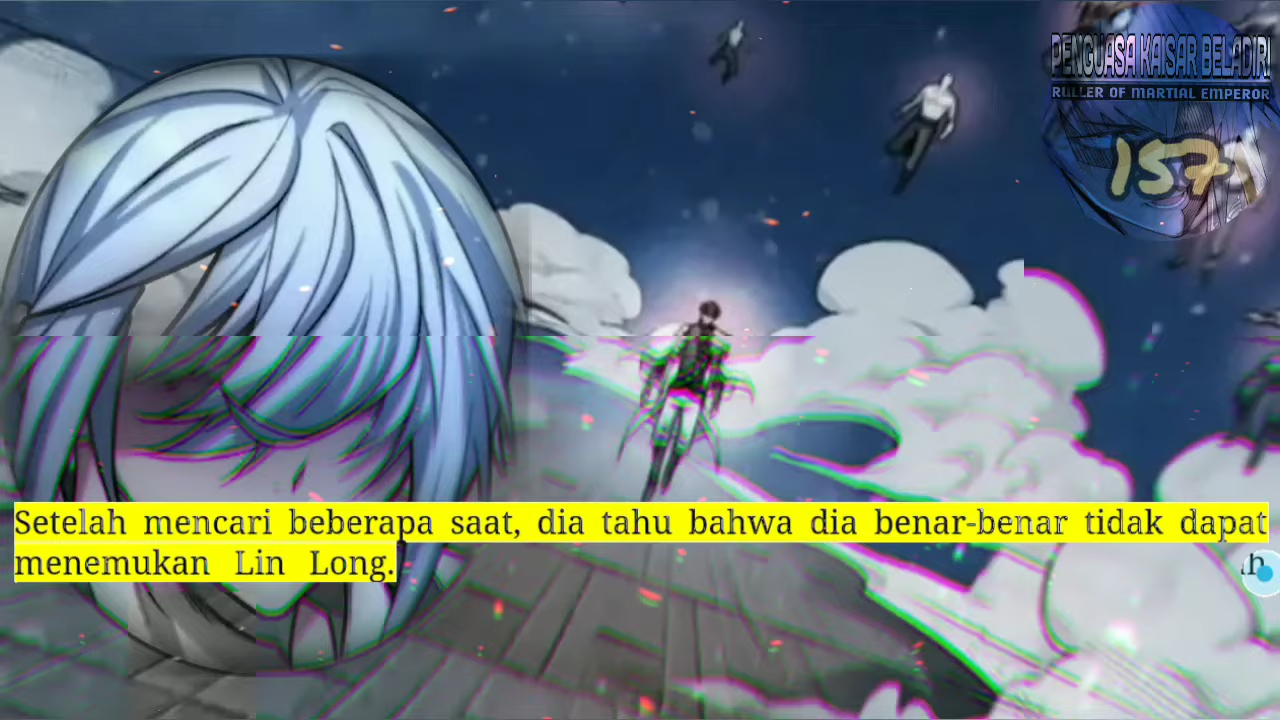 PENGUASA KAISAR BELADIRI
RULLER OF MARTIAL EMPEROR
1571
Setelah mencari beberapa saat, dia tahu bahwa dia benar-benar tidak dapat
menemukan Lin Long.